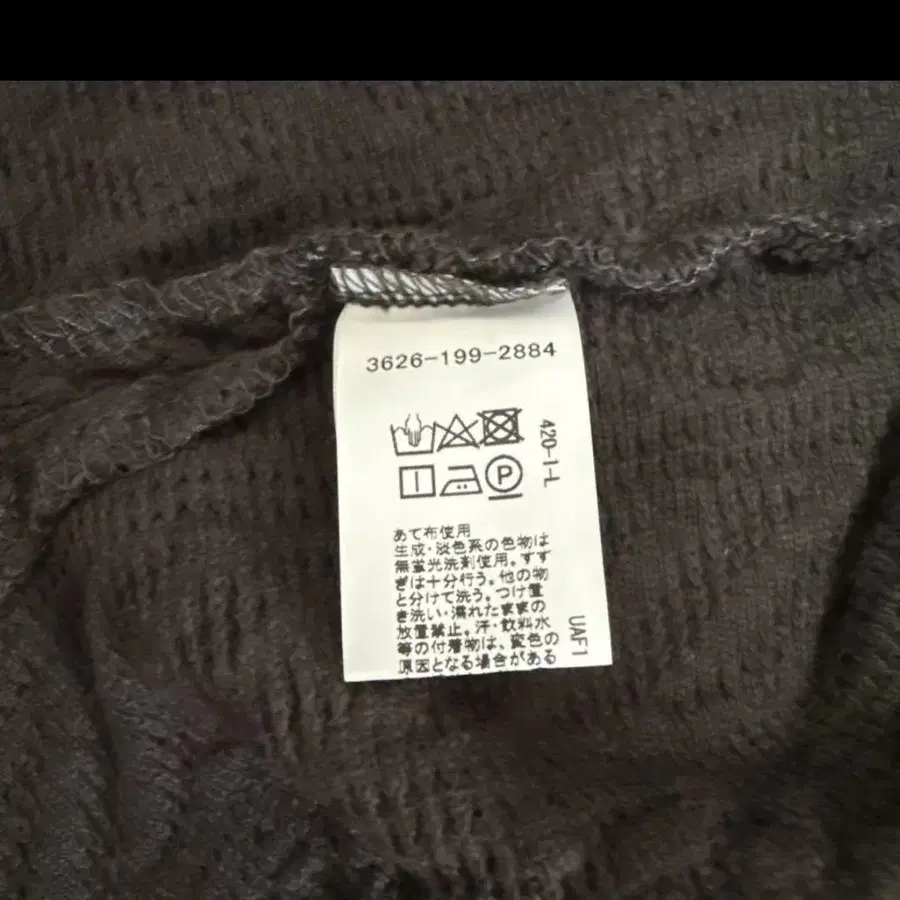 3626-199-2884
420-1-L
P
あて布使用
生成・淡色系の色物は
無蛍光洗剤使用。すす
ぎは十分行う。他の物
と分けて洗う。つけ置
き洗い・濡れたままの
放置禁止。汗・飲料水
等の付着物は、変色の
原因となる場合がある
UAF1